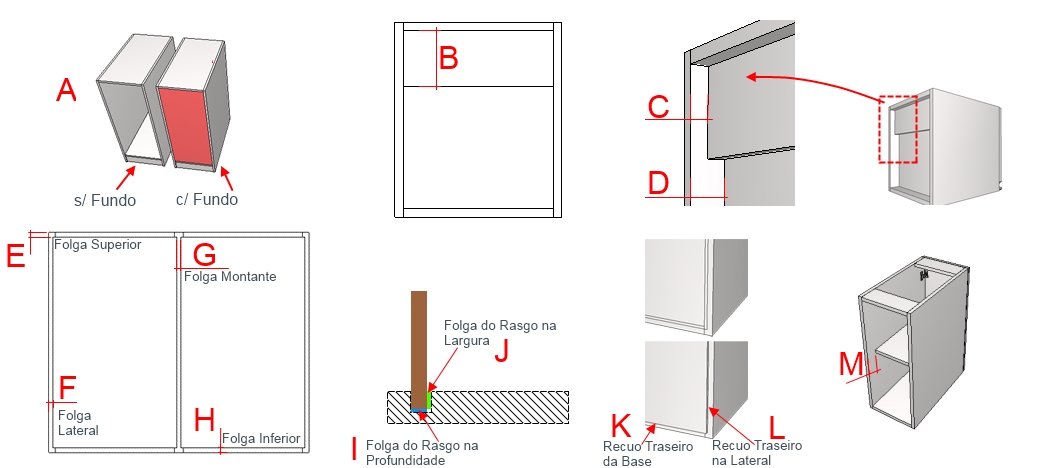 A
s/ Fundo
c/ Fundo
B
C
D
E
Folga Superior
G
Folga Montante
F
Folga
Lateral
H
Folga Inferior
Folga do Rasgo na
Largura
J
I
Folga do Rasgo na
Profundidade
K
Recuo Traseiro
da Base
L
Recuo Traseiro
na Lateral
M